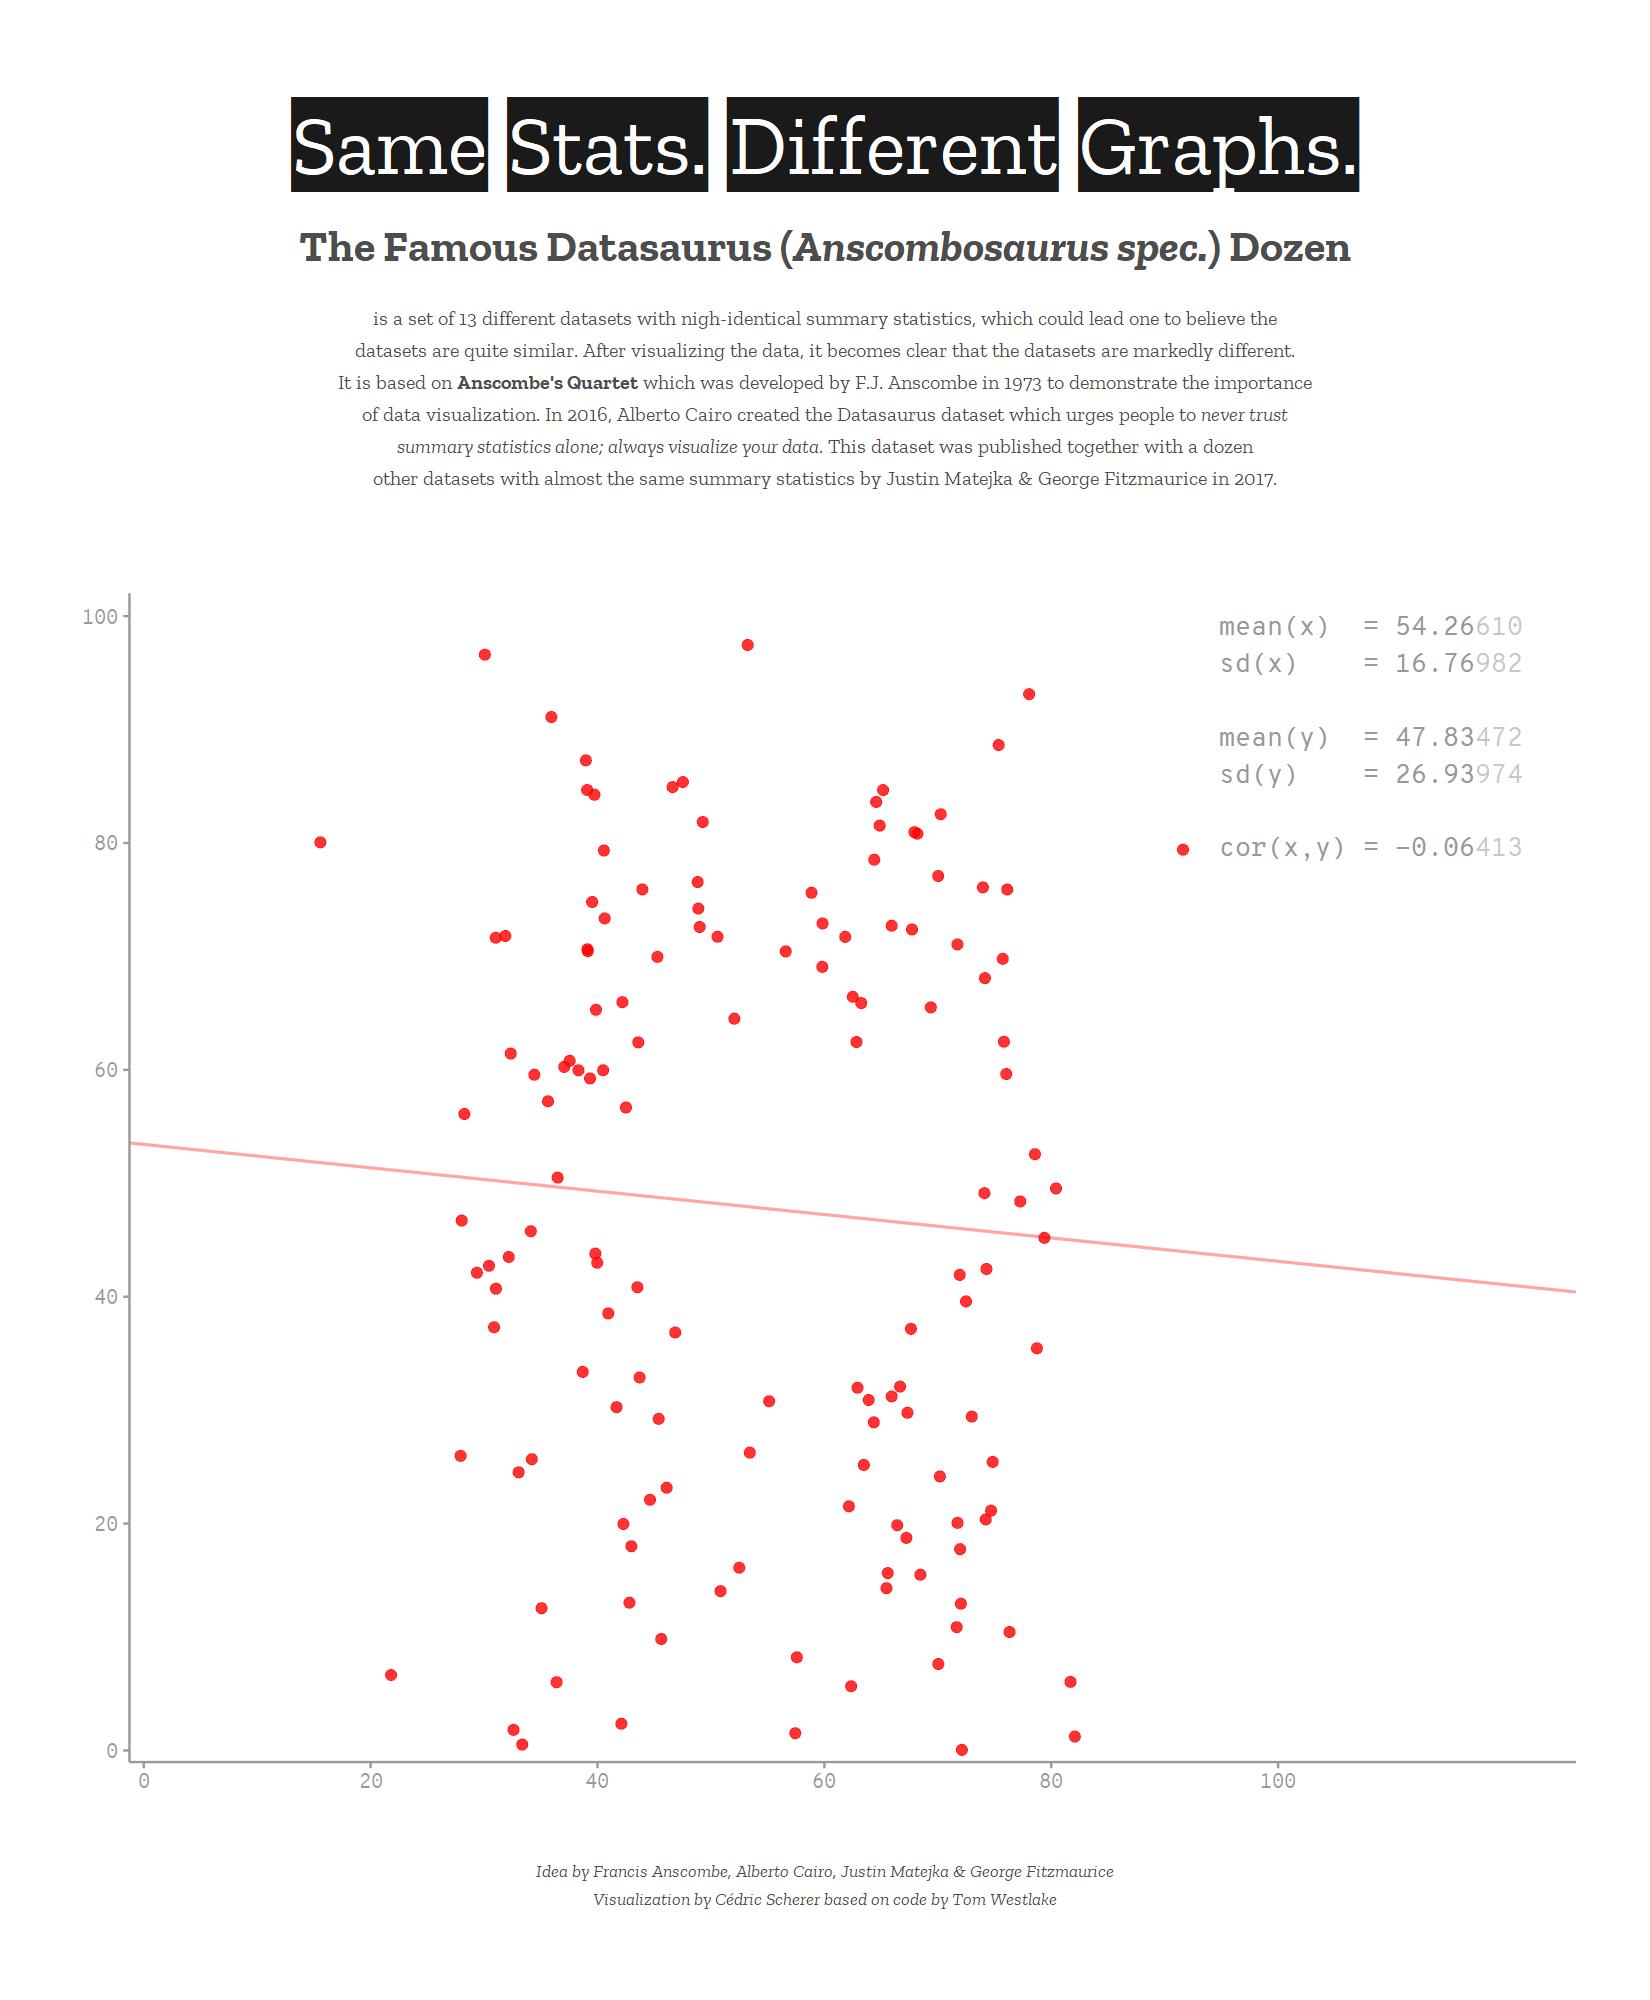 Same Stats. Different Graphs.
The Famous Datasaurus (Anscombosaurus spec.) Dozen
is a set of 13 different datasets with nigh-identical summary statistics, which could lead one to believe the
datasets are quite similar. After visualizing the data, it becomes clear that the datasets are markedly different.
It is based on Anscombe's Quartet which was developed by F.J. Anscombe in 1973 to demonstrate the importance
of data visualization. In 2016, Alberto Cairo created the Datasaurus dataset which urges people to never trust
summary statistics alone; always visualize your data. This dataset was published together with a dozen
other datasets with almost the same summary statistics by Justin Matejka & George Fitzmaurice in 2017.
mean(x) = 54.26610
sd(x) = 16.76982
mean(y) = 47.83472
sd(y) = 26.93974
cor(x,y) = −0.06413
100
80
60
40
20
0
0 20 40 60 80 100
Idea by Francis Anscombe, Alberto Cairo, Justin Matejka & George Fitzmaurice
Visualization by Cédric Scherer based on code by Tom Westlake